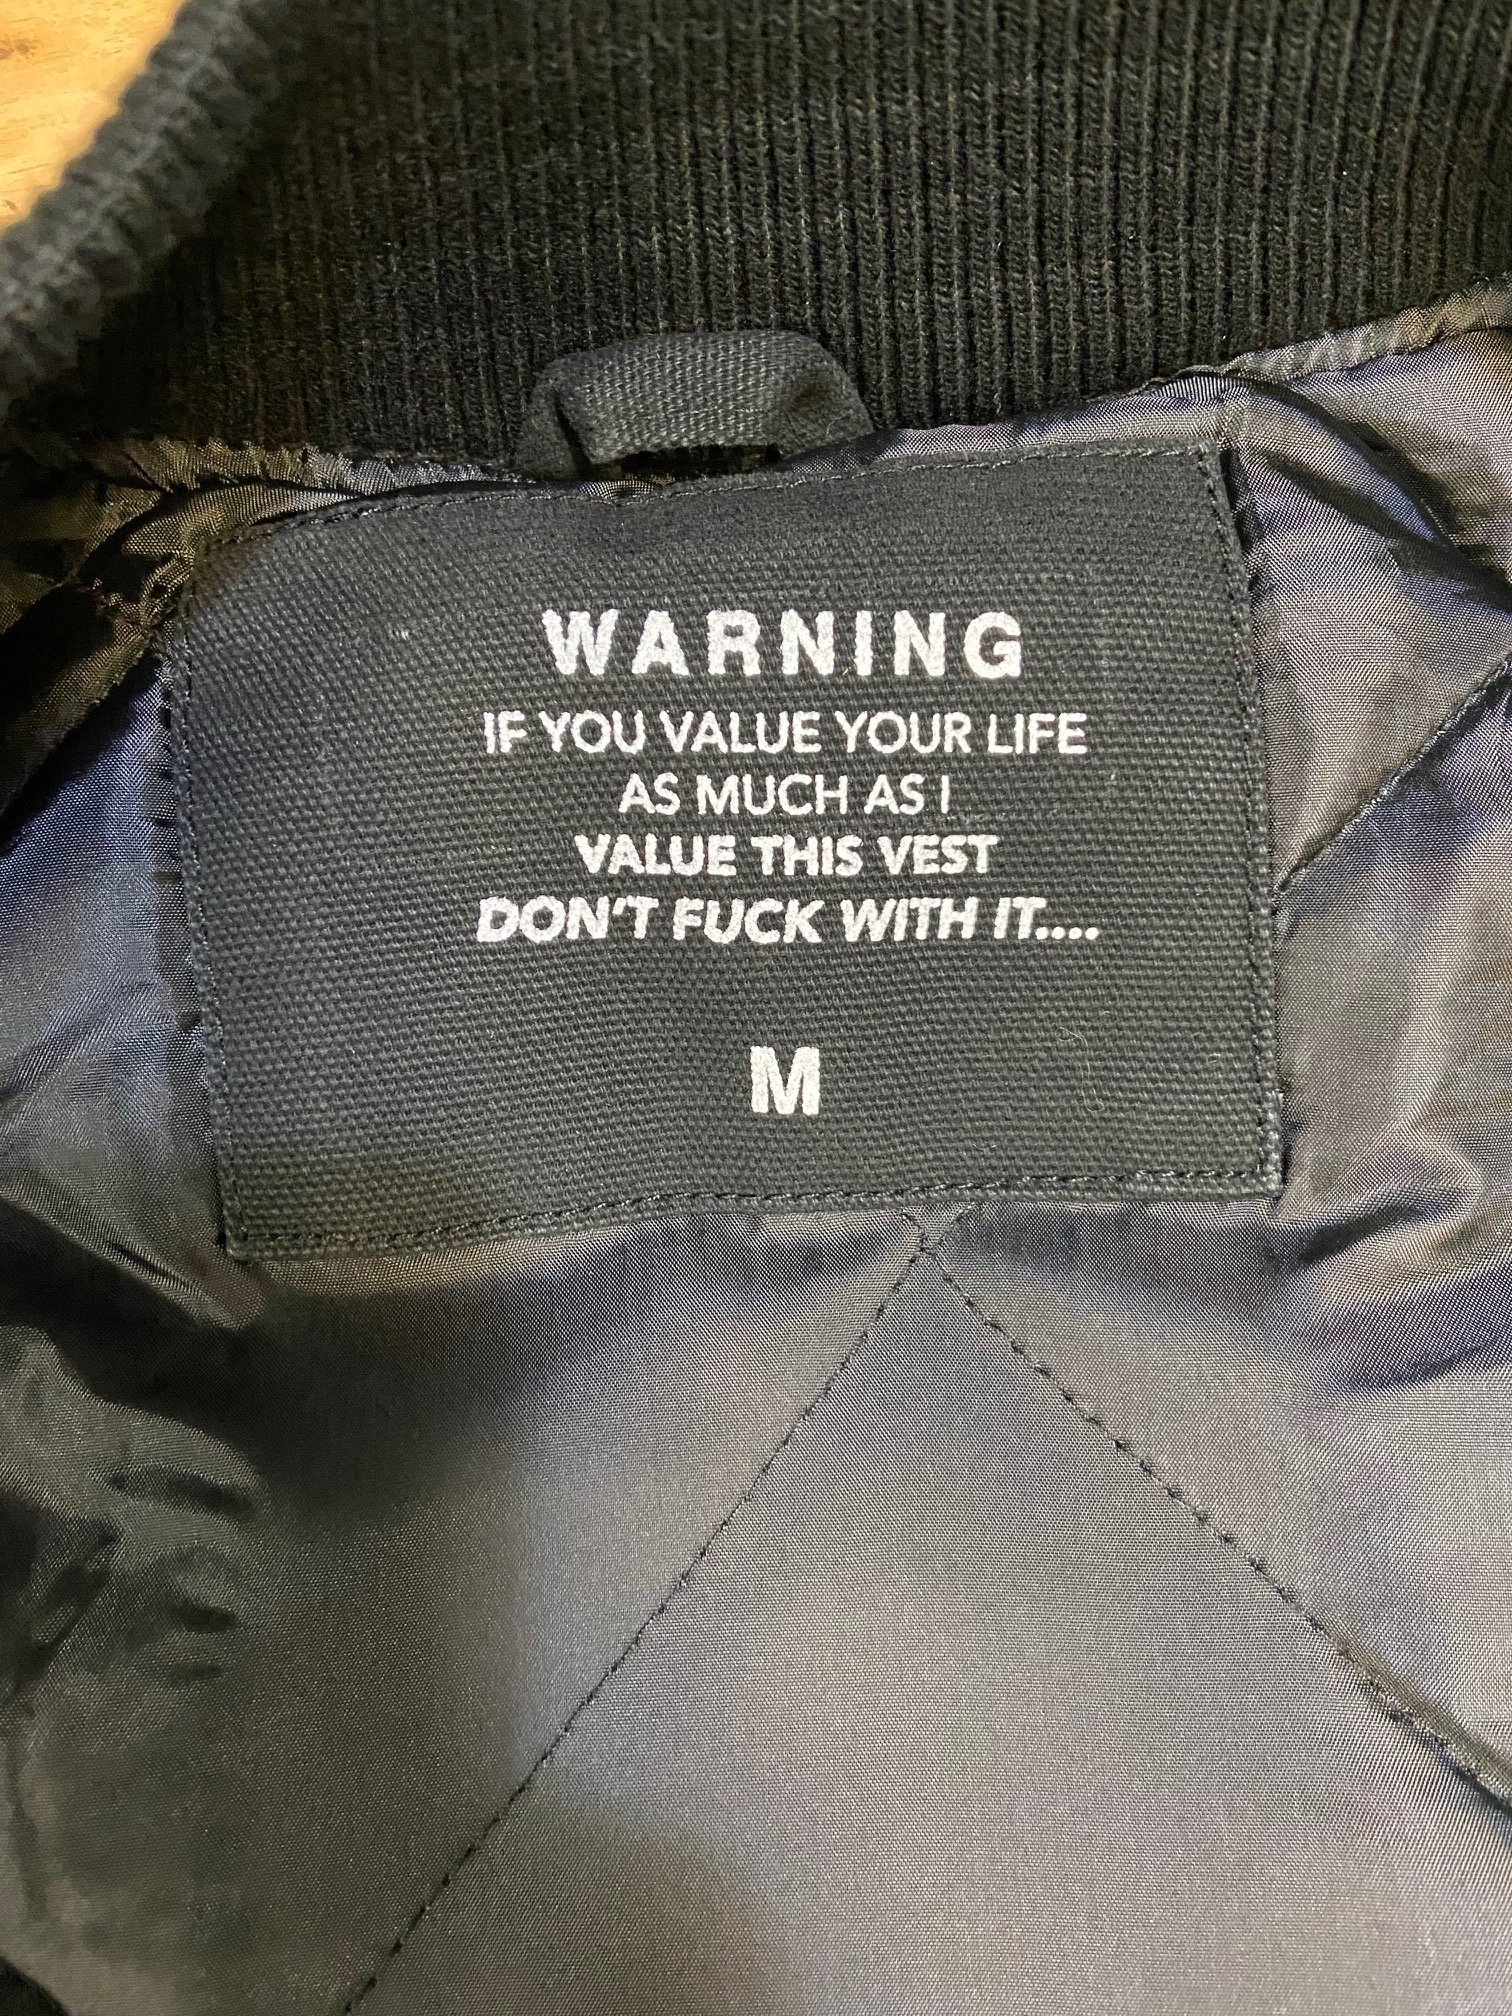 WARNING
IF YOU VALUE YOUR LIFE
AS MUCH AS I
VALUE THIS VEST
DON'T FUCK WITH IT....
M